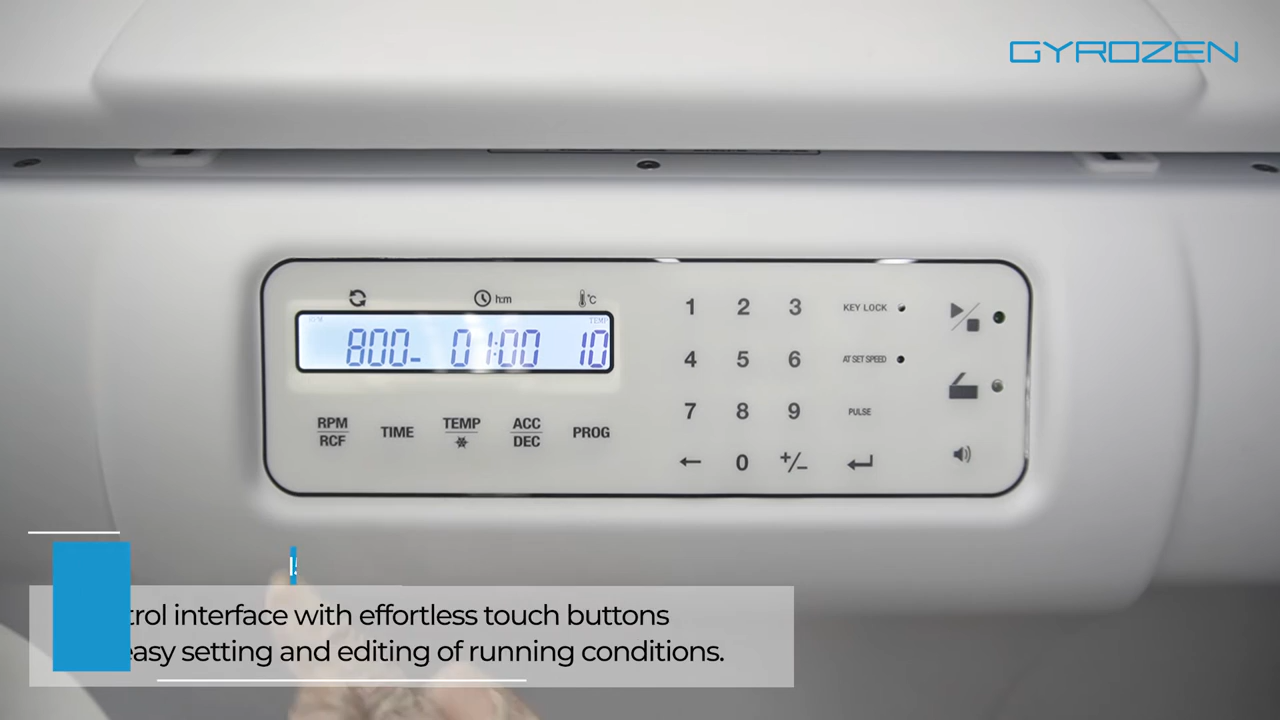 GYROZEN
h:m
°C
TEMP
800 01:00 10
1 2 3
KEY LOCK
4 5 6
AT SET SPEED
7 8 9
PULSE
0 +/-
RPM
RCF
TIME
TEMP
ACC
DEC
PROG
trol interface with effortless touch buttons
easy setting and editing of running conditions.